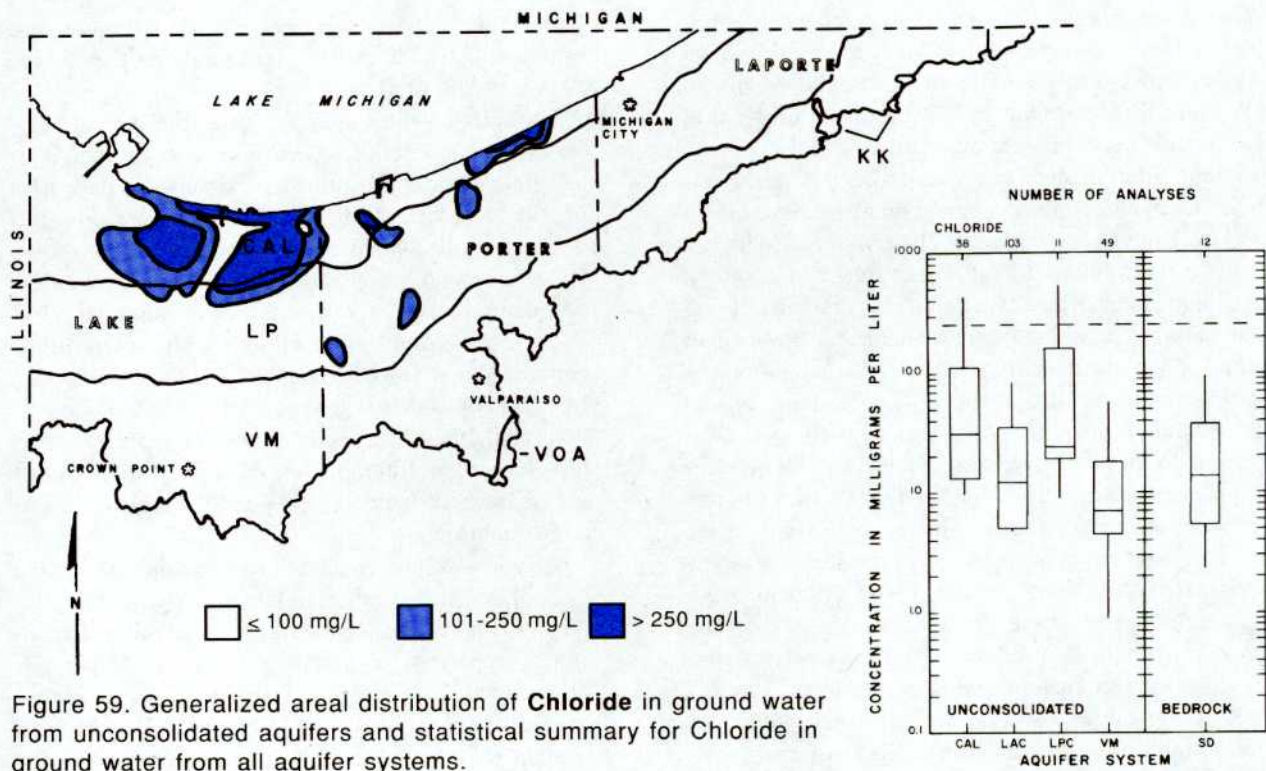 MICHIGAN
LAKE MICHIGAN
LAPORTE
MICHIGAN
CITY
KK
ILLINOIS
CAL
PORTER
LAKE
LP
VALPARAISO
VM
VOA
CROWN POINT
N
≤ 100 mg/L
101-250 mg/L
> 250 mg/L
Figure 59. Generalized areal distribution of Chloride in ground water
from unconsolidated aquifers and statistical summary for Chloride in
ground water from all aquifer systems.
NUMBER OF ANALYSES
CHLORIDE
36 103 11 49 12
CONCENTRATION IN MILLIGRAMS PER LITER
1000
100
10
1.0
0.1
UNCONSOLIDATED BEDROCK
CAL LAC LPC VM SD
AQUIFER SYSTEM